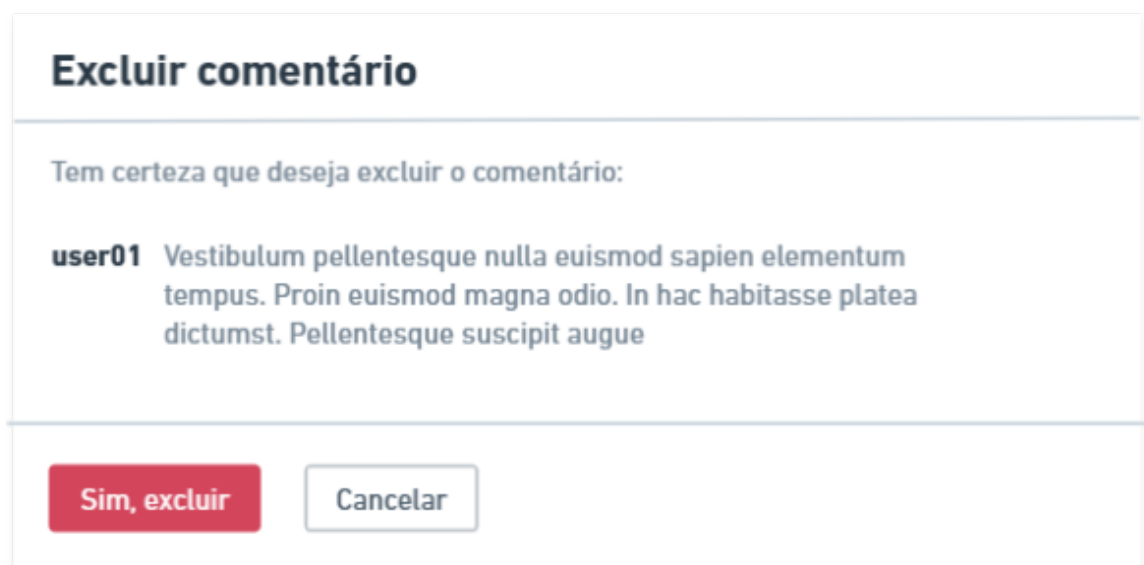 Excluir comentário
Tem certeza que deseja excluir o comentário:
user01 Vestibulum pellentesque nulla euismod sapien elementum
tempus. Proin euismod magna odio. In hac habitasse platea
dictumst. Pellentesque suscipit augue
Sim, excluir Cancelar